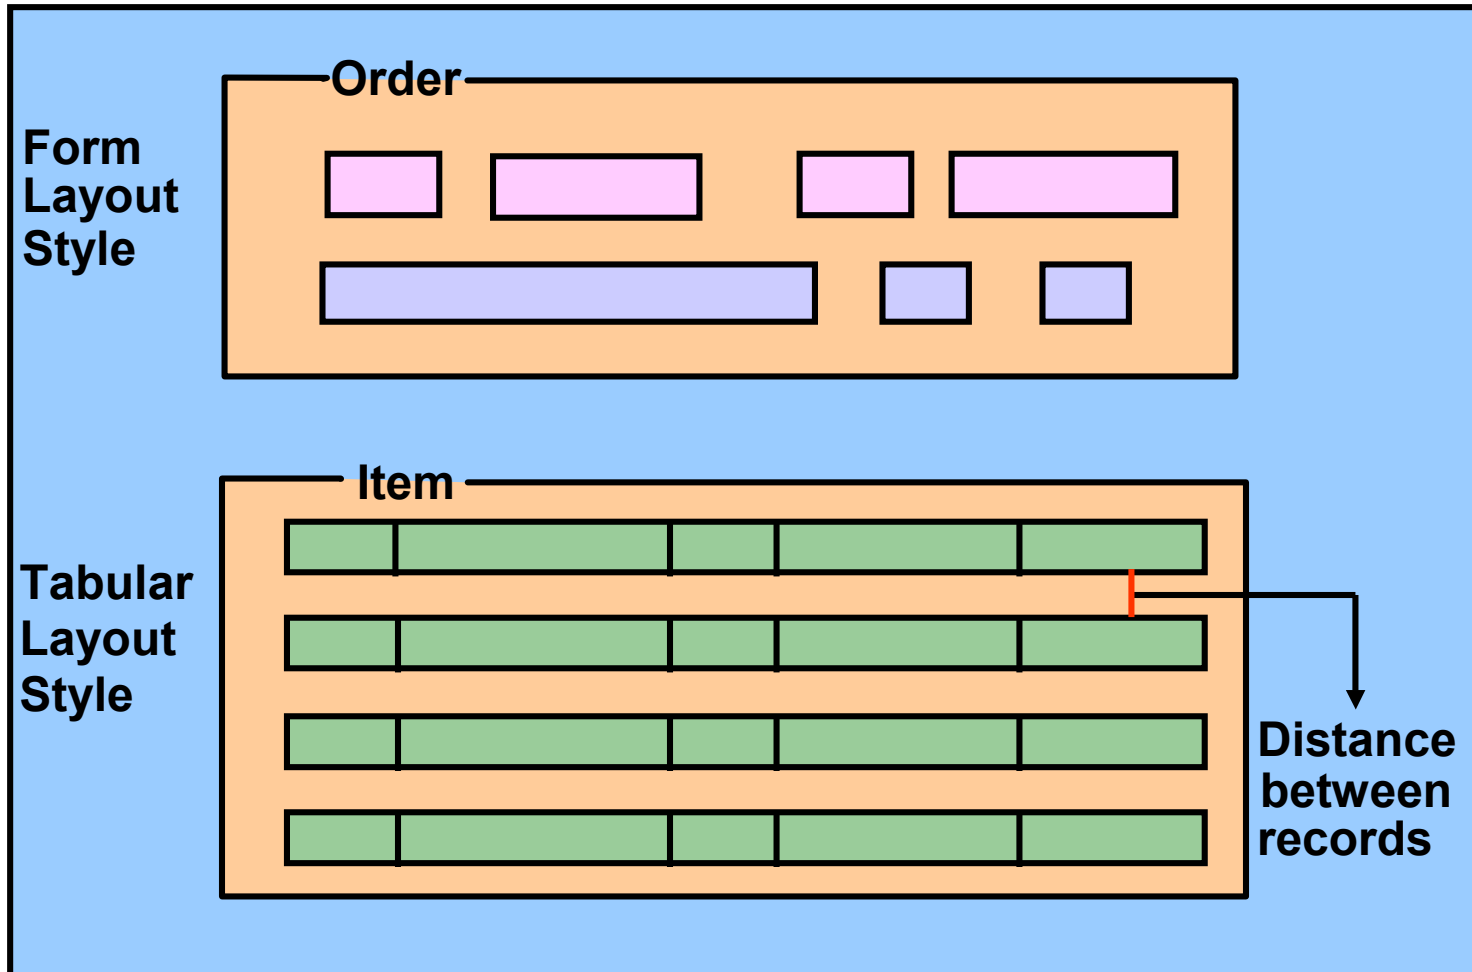 Order
Form
Layout
Style
Item
Tabular
Layout
Style
Distance
between
records